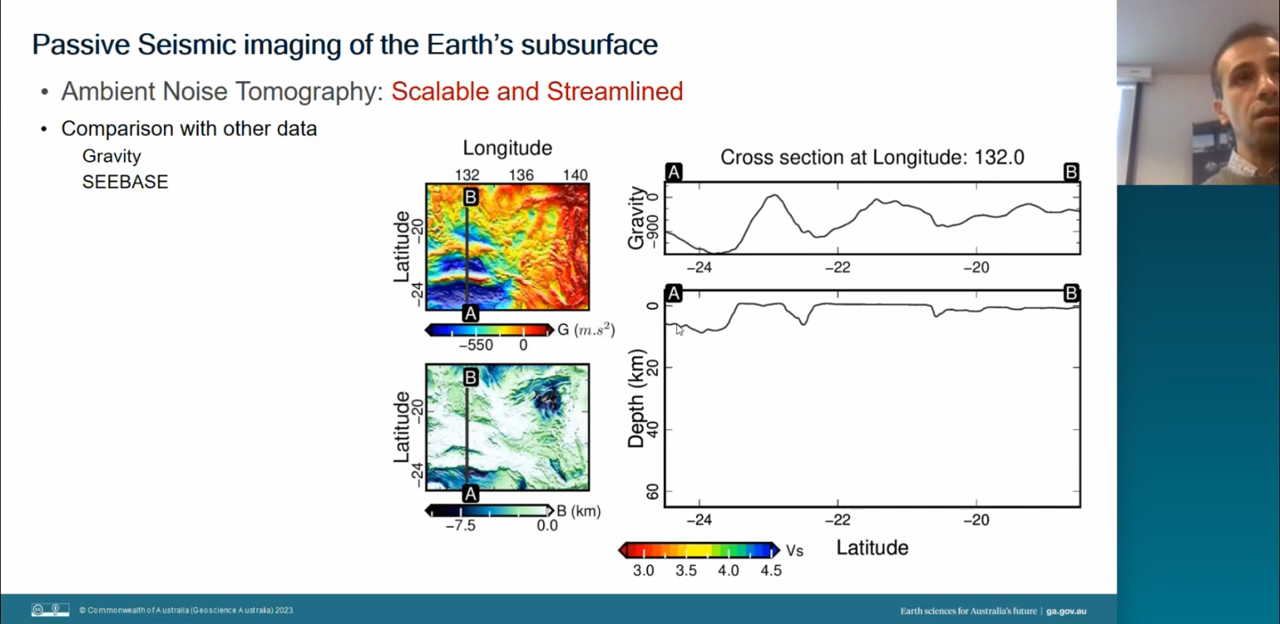 Passive Seismic imaging of the Earth's subsurface
• Ambient Noise Tomography: Scalable and Streamlined
• Comparison with other data
Gravity
SEEBASE
Longitude
132 136 140
B
Latitude
-20
-24
A
G (m.s²)
-550 0
B
Latitude
-20
-24
A
B (km)
-7.5 0.0
Cross section at Longitude: 132.0
A B
Gravity
0
-900
-24 -22 -20
A B
Depth (km)
0
20
40
60
-24 -22 -20
Latitude
Vs
3.0 3.5 4.0 4.5
cc
© Commonwealth of Australia (Geoscience Australia) 2023
Earth sciences for Australia's future | ga.gov.au